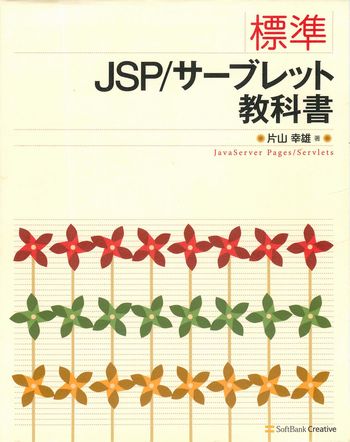 標準
JSP/サーブレット
教科書
片山 幸雄 著
JavaServer Pages/Servlets
SoftBank Creative